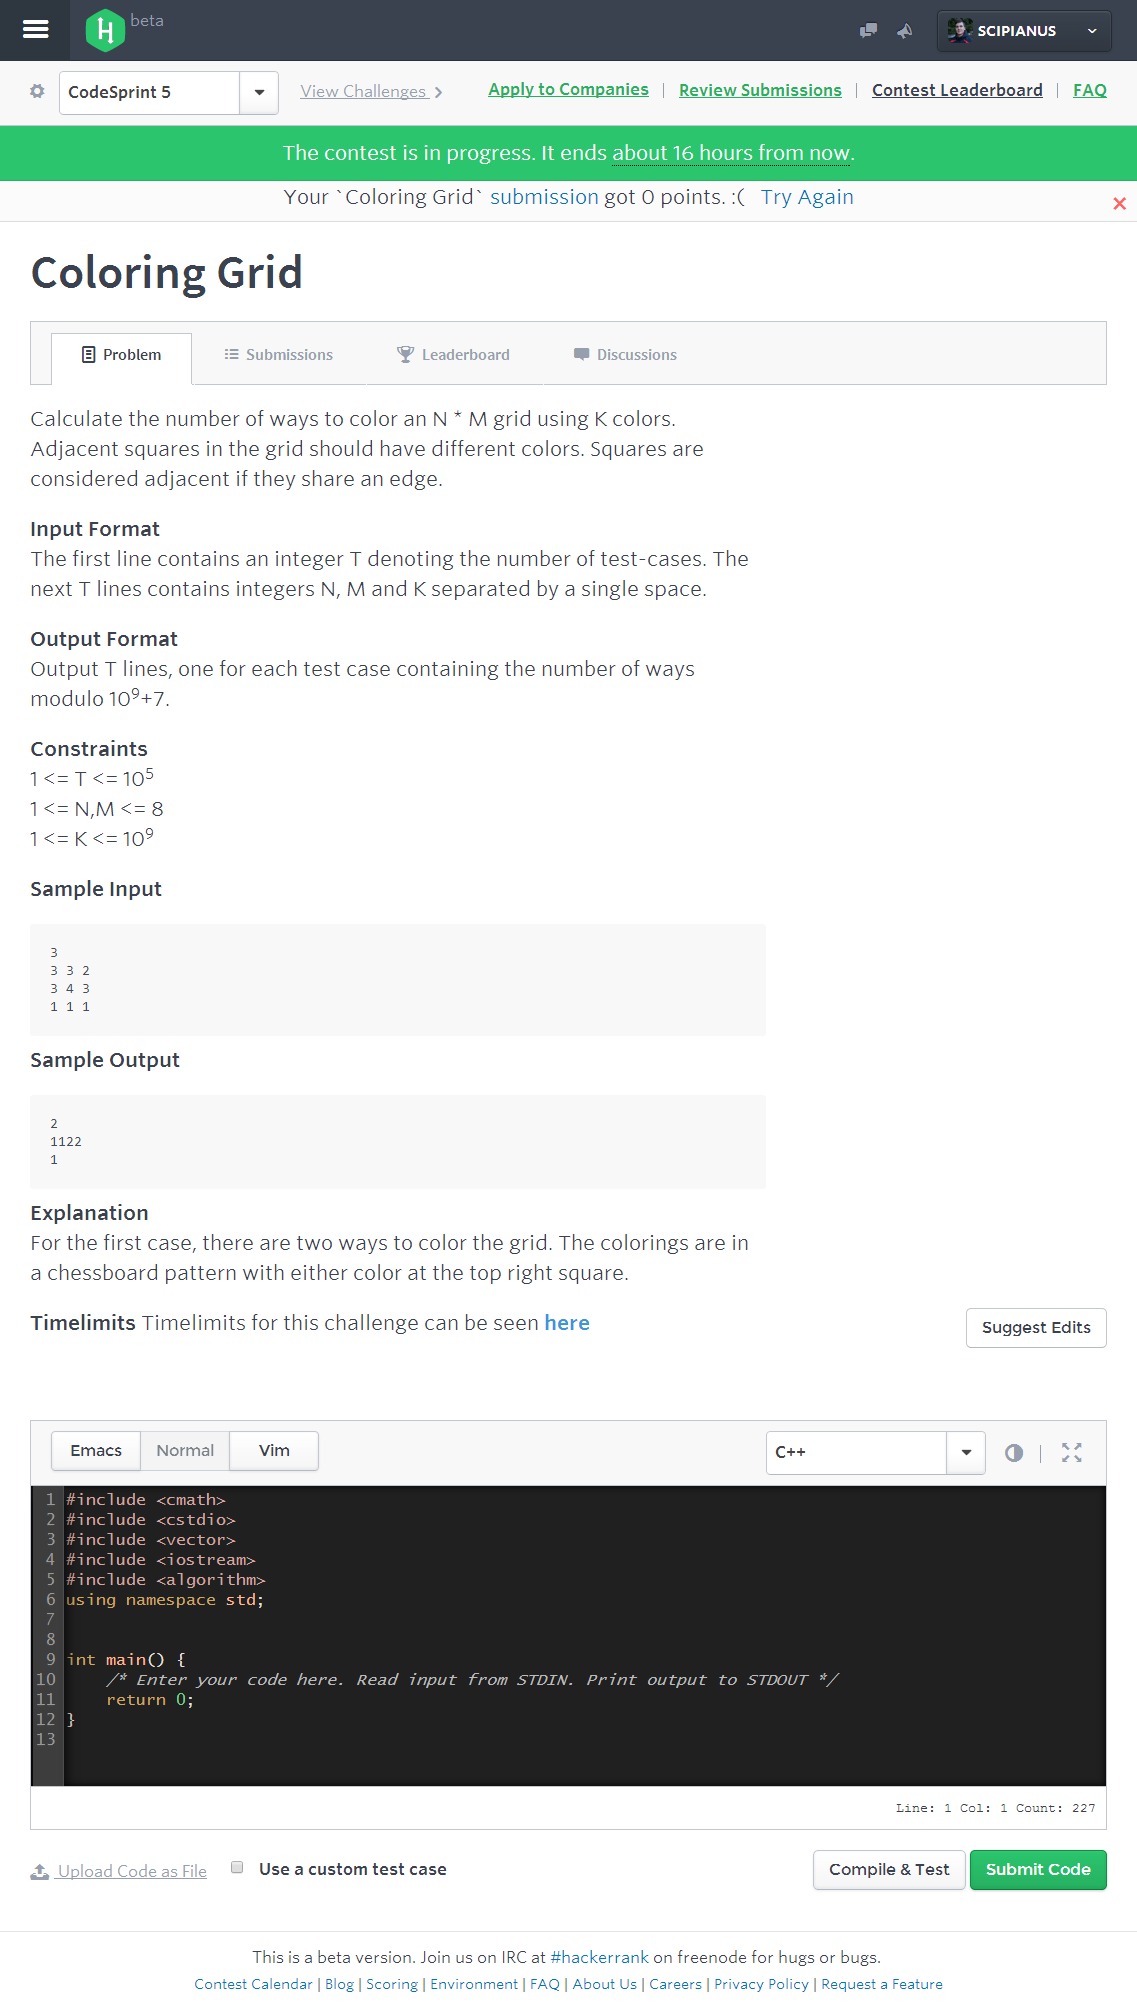 H beta
SCIPIANUS
CodeSprint 5
View Challenges
Apply to Companies | Review Submissions | Contest Leaderboard | FAQ
The contest is in progress. It ends about 16 hours from now.
Your `Coloring Grid` submission got 0 points. :( Try Again
Coloring Grid
Problem
Submissions
Leaderboard
Discussions
Calculate the number of ways to color an N * M grid using K colors.
Adjacent squares in the grid should have different colors. Squares are
considered adjacent if they share an edge.
Input Format
The first line contains an integer T denoting the number of test-cases. The
next T lines contains integers N, M and K separated by a single space.
Output Format
Output T lines, one for each test case containing the number of ways
modulo 10⁹+7.
Constraints
1 <= T <= 10⁵
1 <= N,M <= 8
1 <= K <= 10⁹
Sample Input
3
3 3 2
3 4 3
1 1 1
Sample Output
2
1122
1
Explanation
For the first case, there are two ways to color the grid. The colorings are in
a chessboard pattern with either color at the top right square.
Timelimits Timelimits for this challenge can be seen here
Suggest Edits
Emacs
Normal
Vim
C++
1 #include <cmath>
2 #include <cstdio>
3 #include <vector>
4 #include <iostream>
5 #include <algorithm>
6 using namespace std;
7
8
9 int main() {
10 /* Enter your code here. Read input from STDIN. Print output to STDOUT */
11 return 0;
12 }
13
Line: 1 Col: 1 Count: 227
Upload Code as File
Use a custom test case
Compile & Test
Submit Code
This is a beta version. Join us on IRC at #hackerrank on freenode for hugs or bugs.
Contest Calendar | Blog | Scoring | Environment | FAQ | About Us | Careers | Privacy Policy | Request a Feature